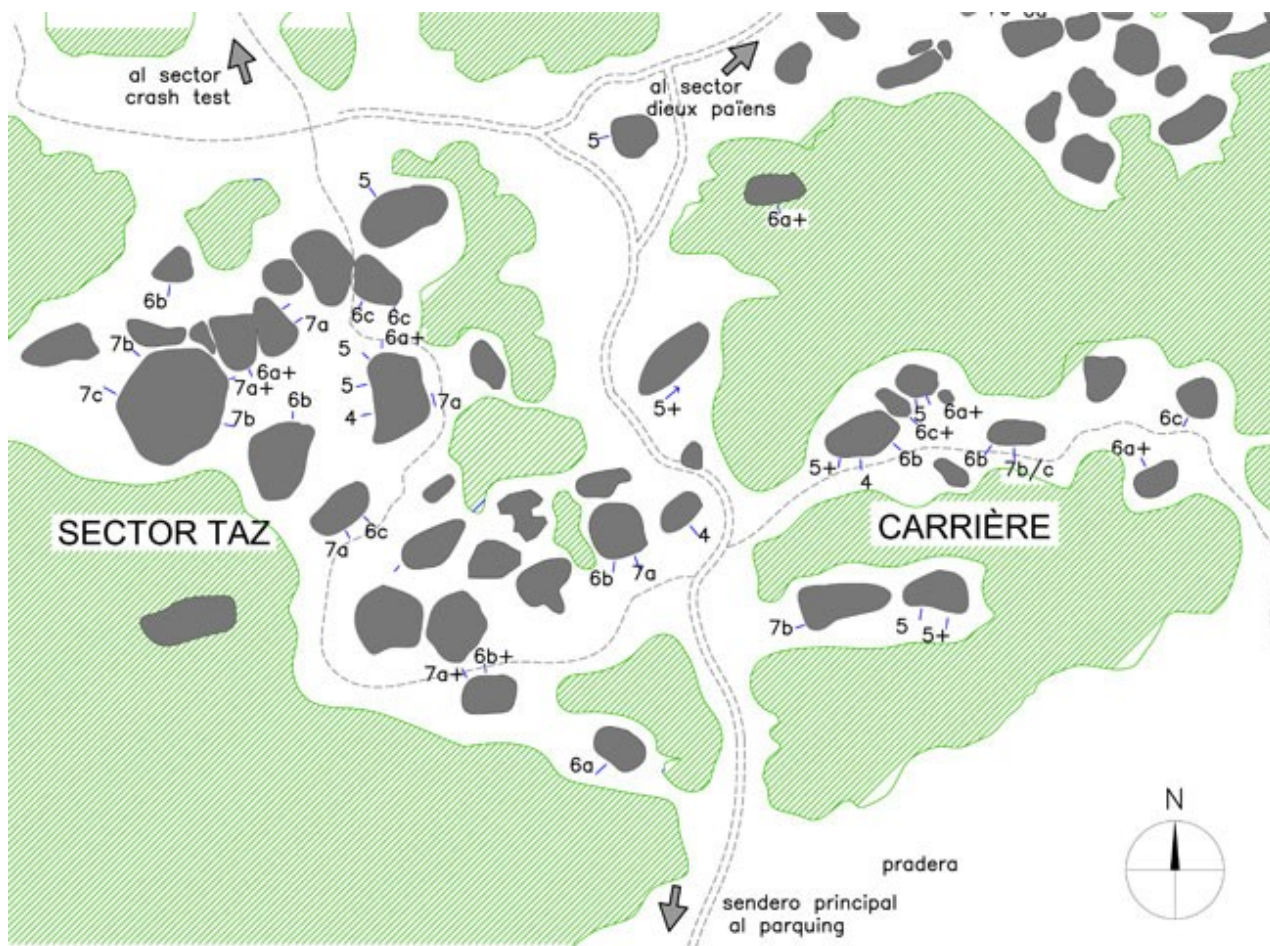 al sector
crash test
al sector
dieux païens
5
5
6a+
6b
6c
6c
7a
6a+
7b
5
6a+
7a+
7c
5
7a
6b
7b
4
5+
5
6a+
6c+
6c
6b
6b
7b/c
6a+
5+
4
SECTOR TAZ
CARRIÈRE
6c
7a
4
6b
7a
7b
5
5+
6b+
7a+
6a
N
pradera
sendero principal
al parquing